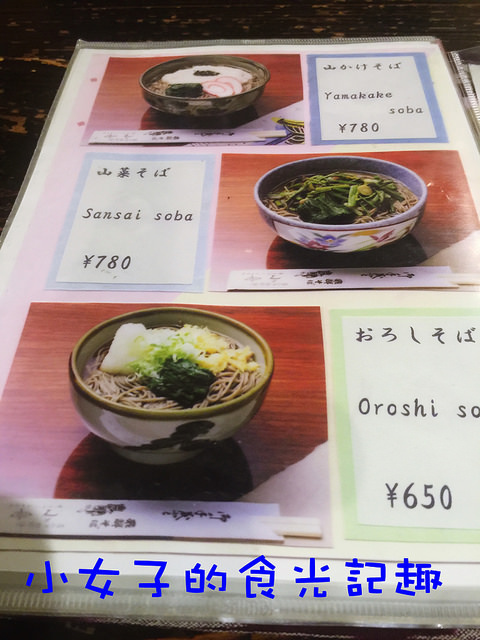 山かけそば
Yamakake
soba
¥780
山菜そば
Sansai soba
¥780
おろしそば
Oroshi so
¥650
小女子的食光記趣